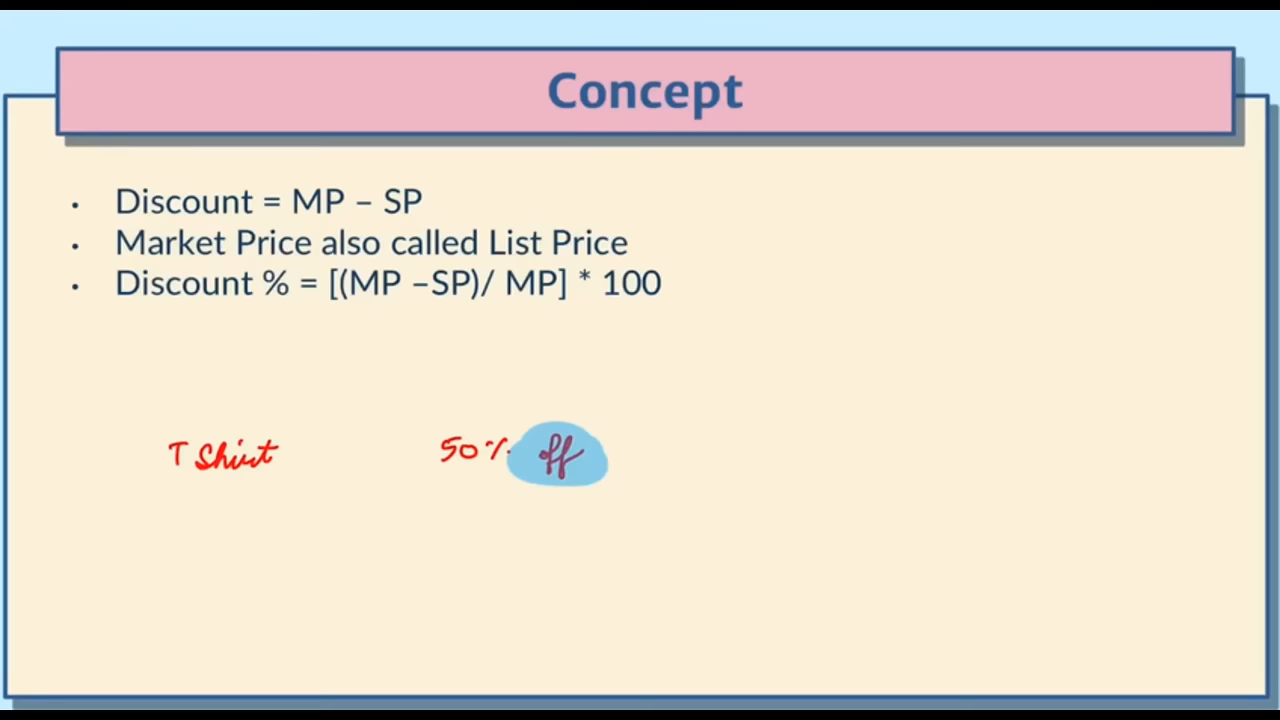 Concept
• Discount = MP – SP
• Market Price also called List Price
• Discount % = [(MP –SP)/ MP] * 100
T Shirt 50% off